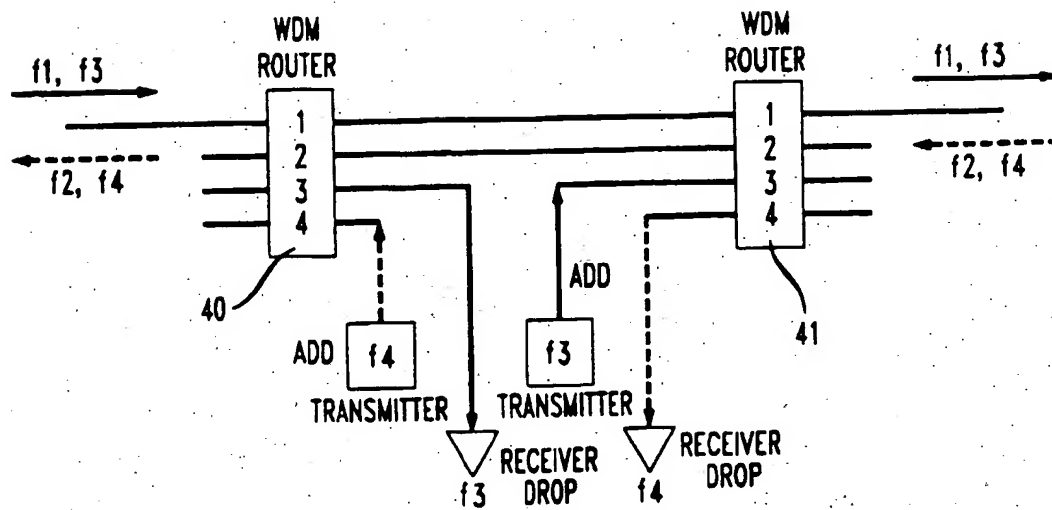 WDM
ROUTER
WDM
ROUTER
f1, f3
f1, f3
1
2
3
4
1
2
3
4
f2, f4
f2, f4
40
41
ADD
ADD
f4
f3
TRANSMITTER
TRANSMITTER
RECEIVER
DROP
f3
RECEIVER
DROP
f4